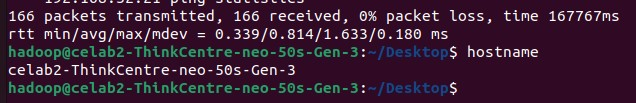 166 packets transmitted, 166 received, 0% packet loss, time 167767ms
rtt min/avg/max/mdev = 0.339/0.814/1.633/0.180 ms
hadoop@celab2-ThinkCentre-neo-50s-Gen-3:~/Desktop$ hostname
celab2-ThinkCentre-neo-50s-Gen-3
hadoop@celab2-ThinkCentre-neo-50s-Gen-3:~/Desktop$